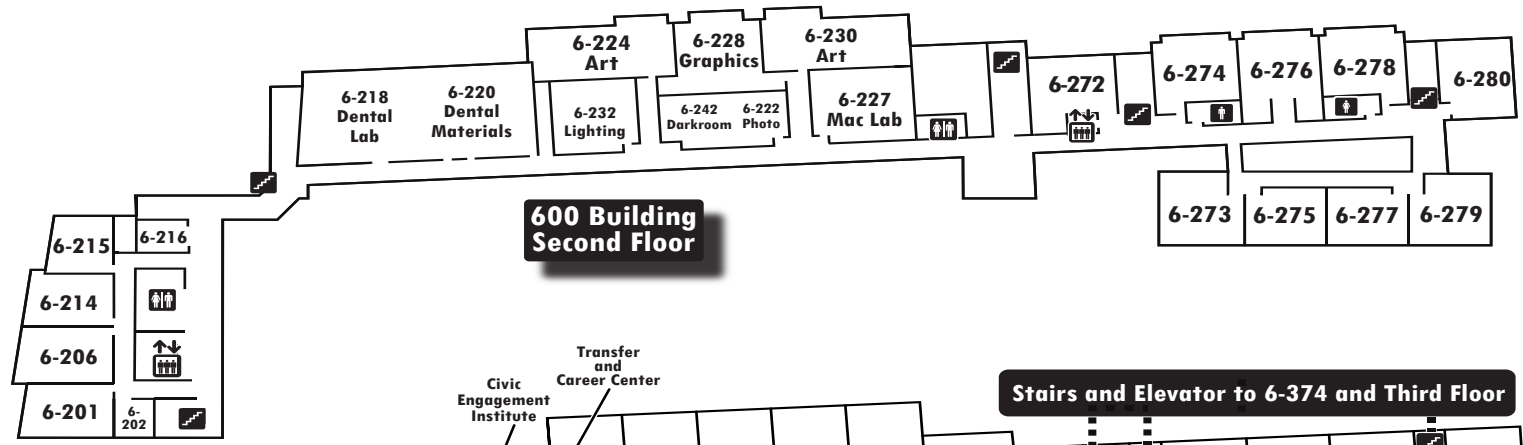 6-224
Art
6-228
Graphics
6-230
Art
6-218
Dental
Lab
6-220
Dental
Materials
6-232
Lighting
6-242
Darkroom
6-222
Photo
6-227
Mac Lab
6-272
6-274
6-276
6-278
6-280
6-273
6-275
6-277
6-279
600 Building
Second Floor
6-215
6-216
6-214
6-206
6-201
6-
202
Transfer
and
Career Center
Civic
Engagement
Institute
Stairs and Elevator to 6-374 and Third Floor